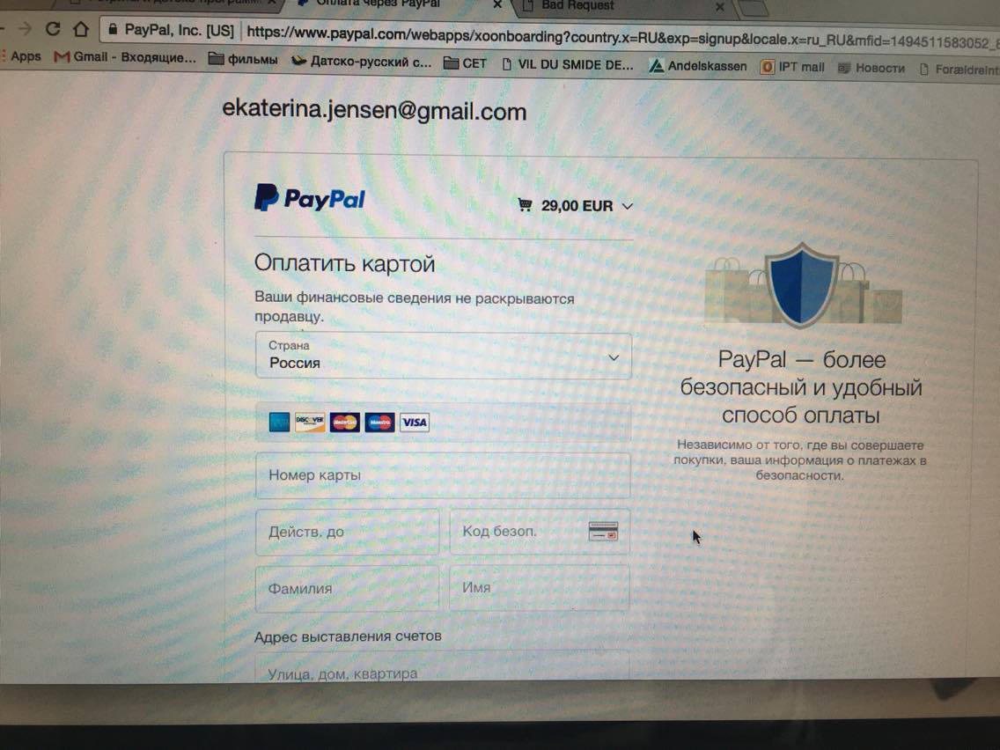 Оплата через PayPal
Bad Request
PayPal, Inc. [US] https://www.paypal.com/webapps/xoonboarding?country.x=RU&exp=signup&locale.x=ru_RU&mfid=1494511583052_
Apps Gmail - Входящие... фильмы Датско-русский с... СЕТ VIL DU SMIDE DE... Andelskassen IPT mail Новости Forældreint
ekaterina.jensen@gmail.com
PayPal 29,00 EUR
Оплатить картой
Ваши финансовые сведения не раскрываются
продавцу.
Страна
Россия
DISCOVER MasterCard Maestro VISA
Номер карты
Действ. до
Код безоп.
Фамилия
Имя
Адрес выставления счетов
Улица, дом, квартира
PayPal — более
безопасный и удобный
способ оплаты
Независимо от того, где вы совершаете
покупки, ваша информация о платежах в
безопасности.